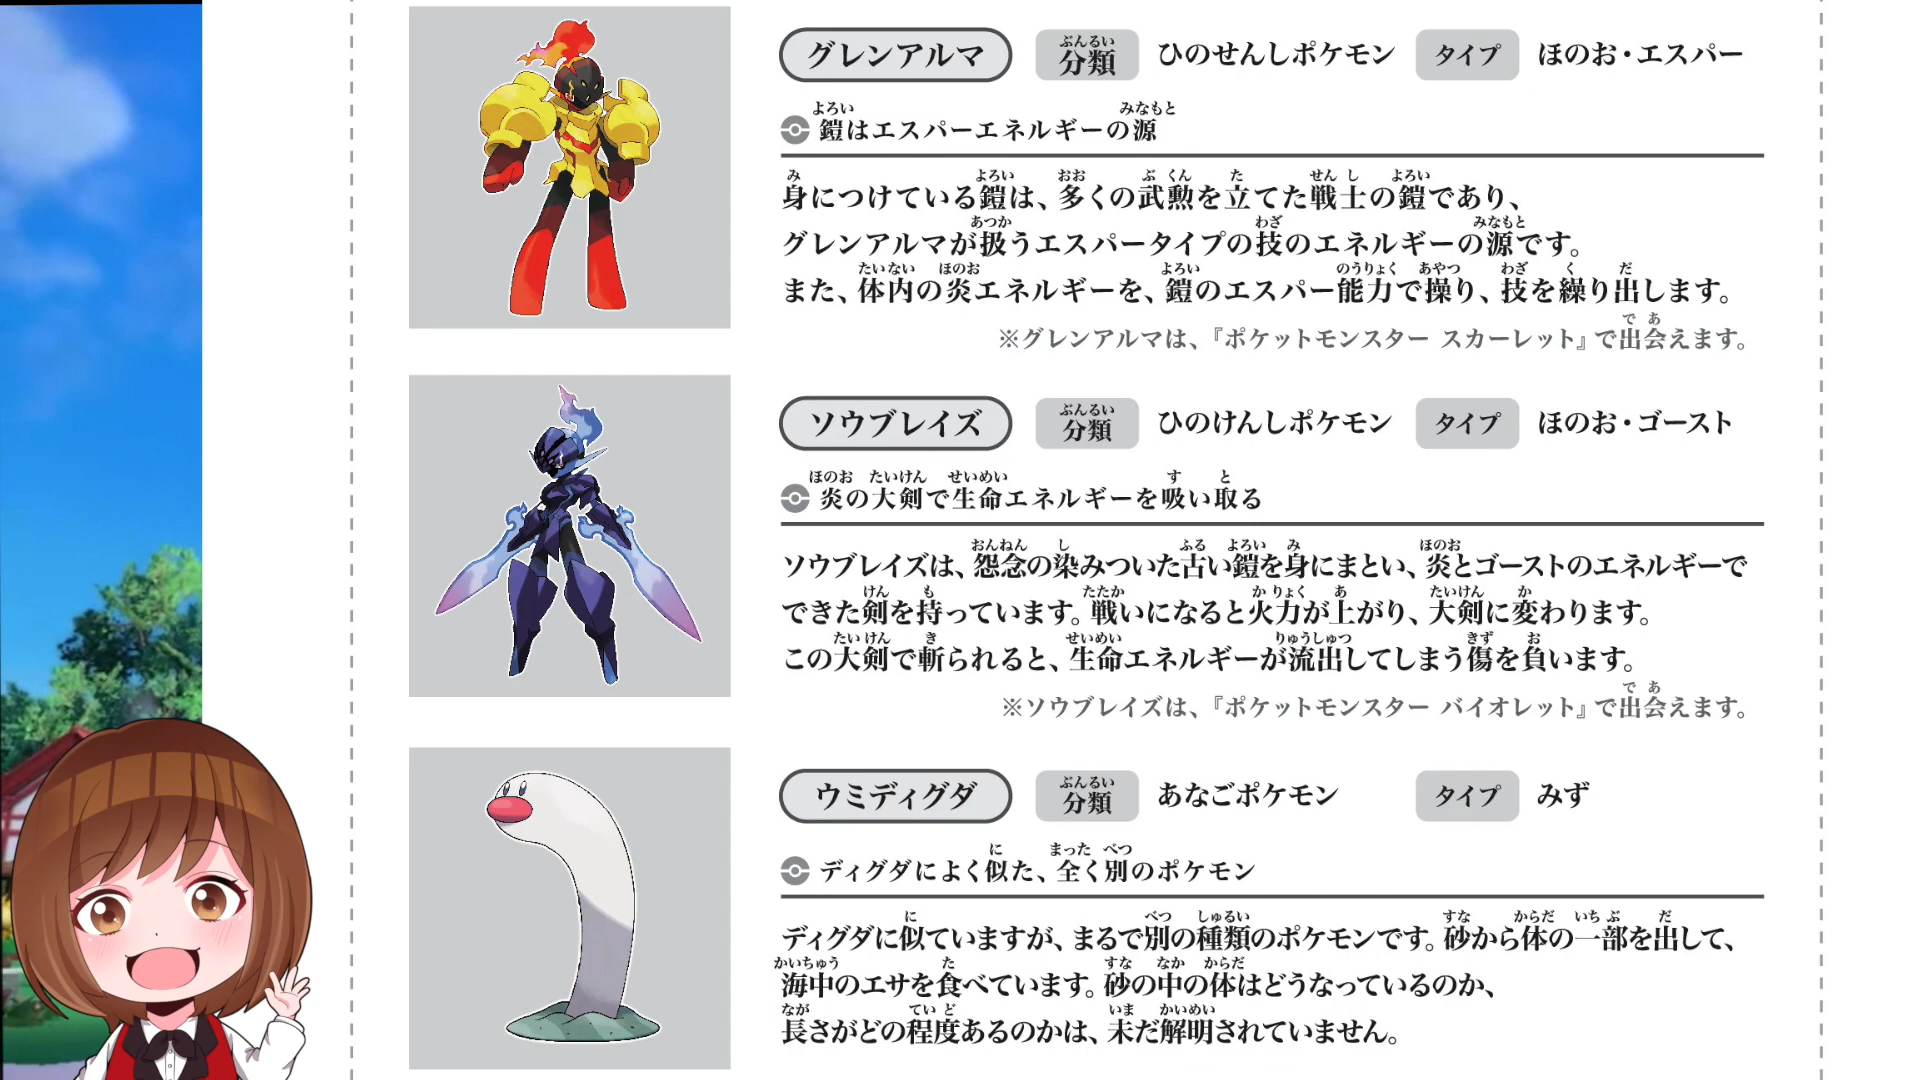 グレンアルマ 分類 ひのせんしポケモン タイプ ほのお・エスパー
鎧はエスパーエネルギーの源
身につけている鎧は、多くの武勲を立てた戦士の鎧であり、
グレンアルマが扱うエスパータイプの技のエネルギーの源です。
また、体内の炎エネルギーを、鎧のエスパー能力で操り、技を繰り出します。
※グレンアルマは、『ポケットモンスター スカーレット』で出会えます。
ソウブレイズ 分類 ひのけんしポケモン タイプ ほのお・ゴースト
炎の大剣で生命エネルギーを吸い取る
ソウブレイズは、怨念の染みついた古い鎧を身にまとい、炎とゴーストのエネルギーで
できた剣を持っています。戦いになると火力が上がり、大剣に変わります。
この大剣で斬られると、生命エネルギーが流出してしまう傷を負います。
※ソウブレイズは、『ポケットモンスター バイオレット』で出会えます。
ウミディグダ 分類 あなごポケモン タイプ みず
ディグダによく似た、全く別のポケモン
ディグダに似ていますが、まるで別の種類のポケモンです。砂から体の一部を出して、
海中のエサを食べています。砂の中の体はどうなっているのか、
長さがどの程度あるのかは、未だ解明されていません。